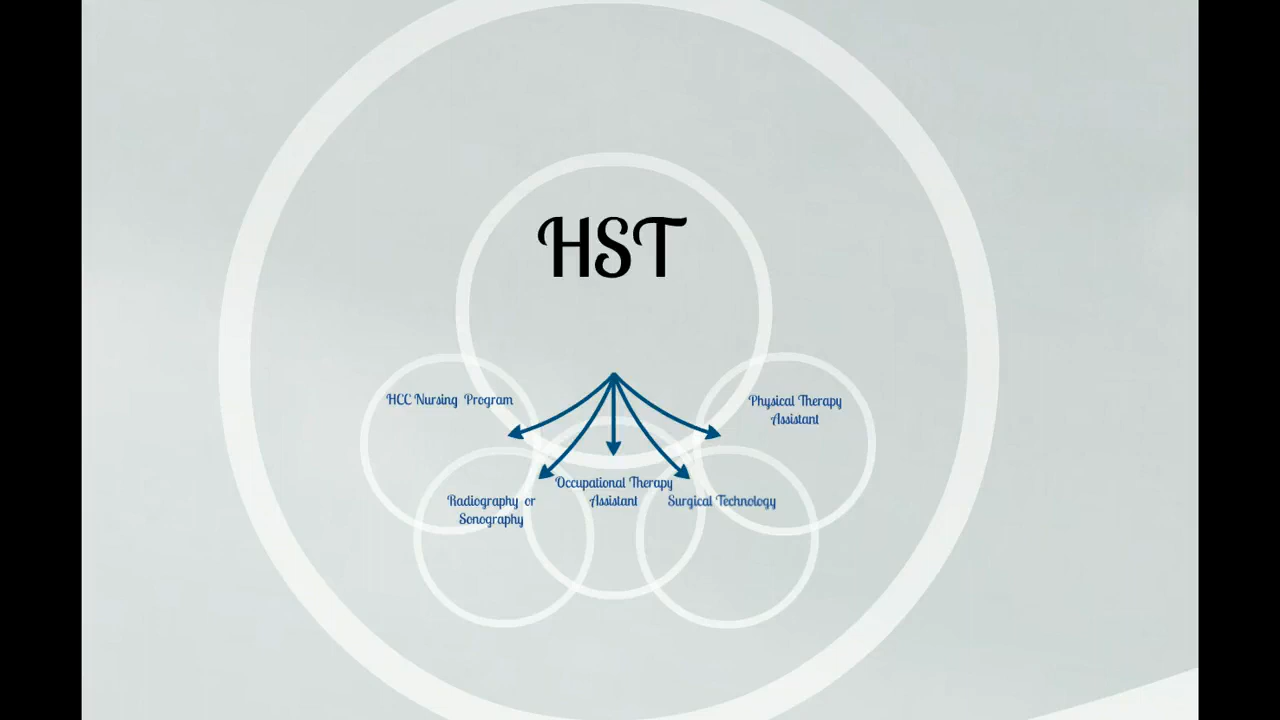 HST
HCC Nursing Program
Physical Therapy
Assistant
Radiography or
Sonography
Occupational Therapy
Assistant
Surgical Technology